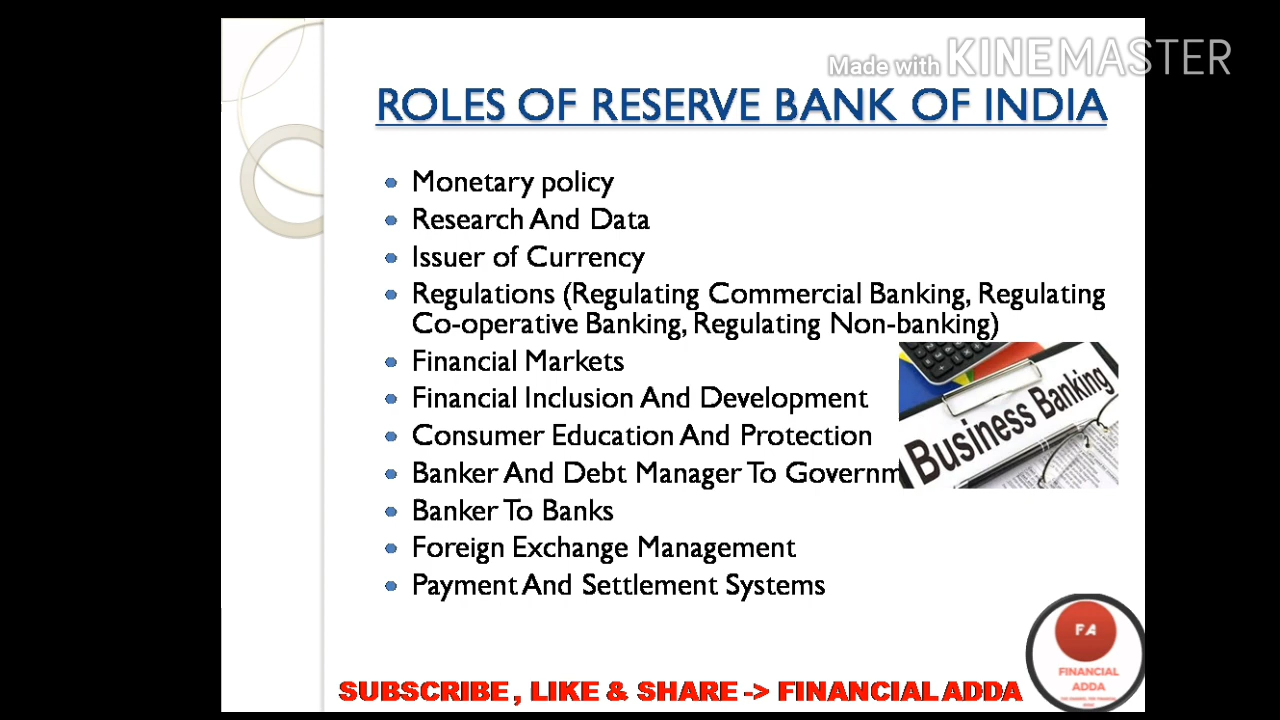 Made with KINEMASTER
ROLES OF RESERVE BANK OF INDIA
Monetary policy
Research And Data
Issuer of Currency
Regulations (Regulating Commercial Banking, Regulating
Co-operative Banking, Regulating Non-banking)
Financial Markets
Financial Inclusion And Development
Consumer Education And Protection
Banker And Debt Manager To Governm
Business Banking
Banker To Banks
Foreign Exchange Management
Payment And Settlement Systems
FA
FINANCIAL
ADDA
SUBSCRIBE , LIKE & SHARE -> FINANCIAL ADDA